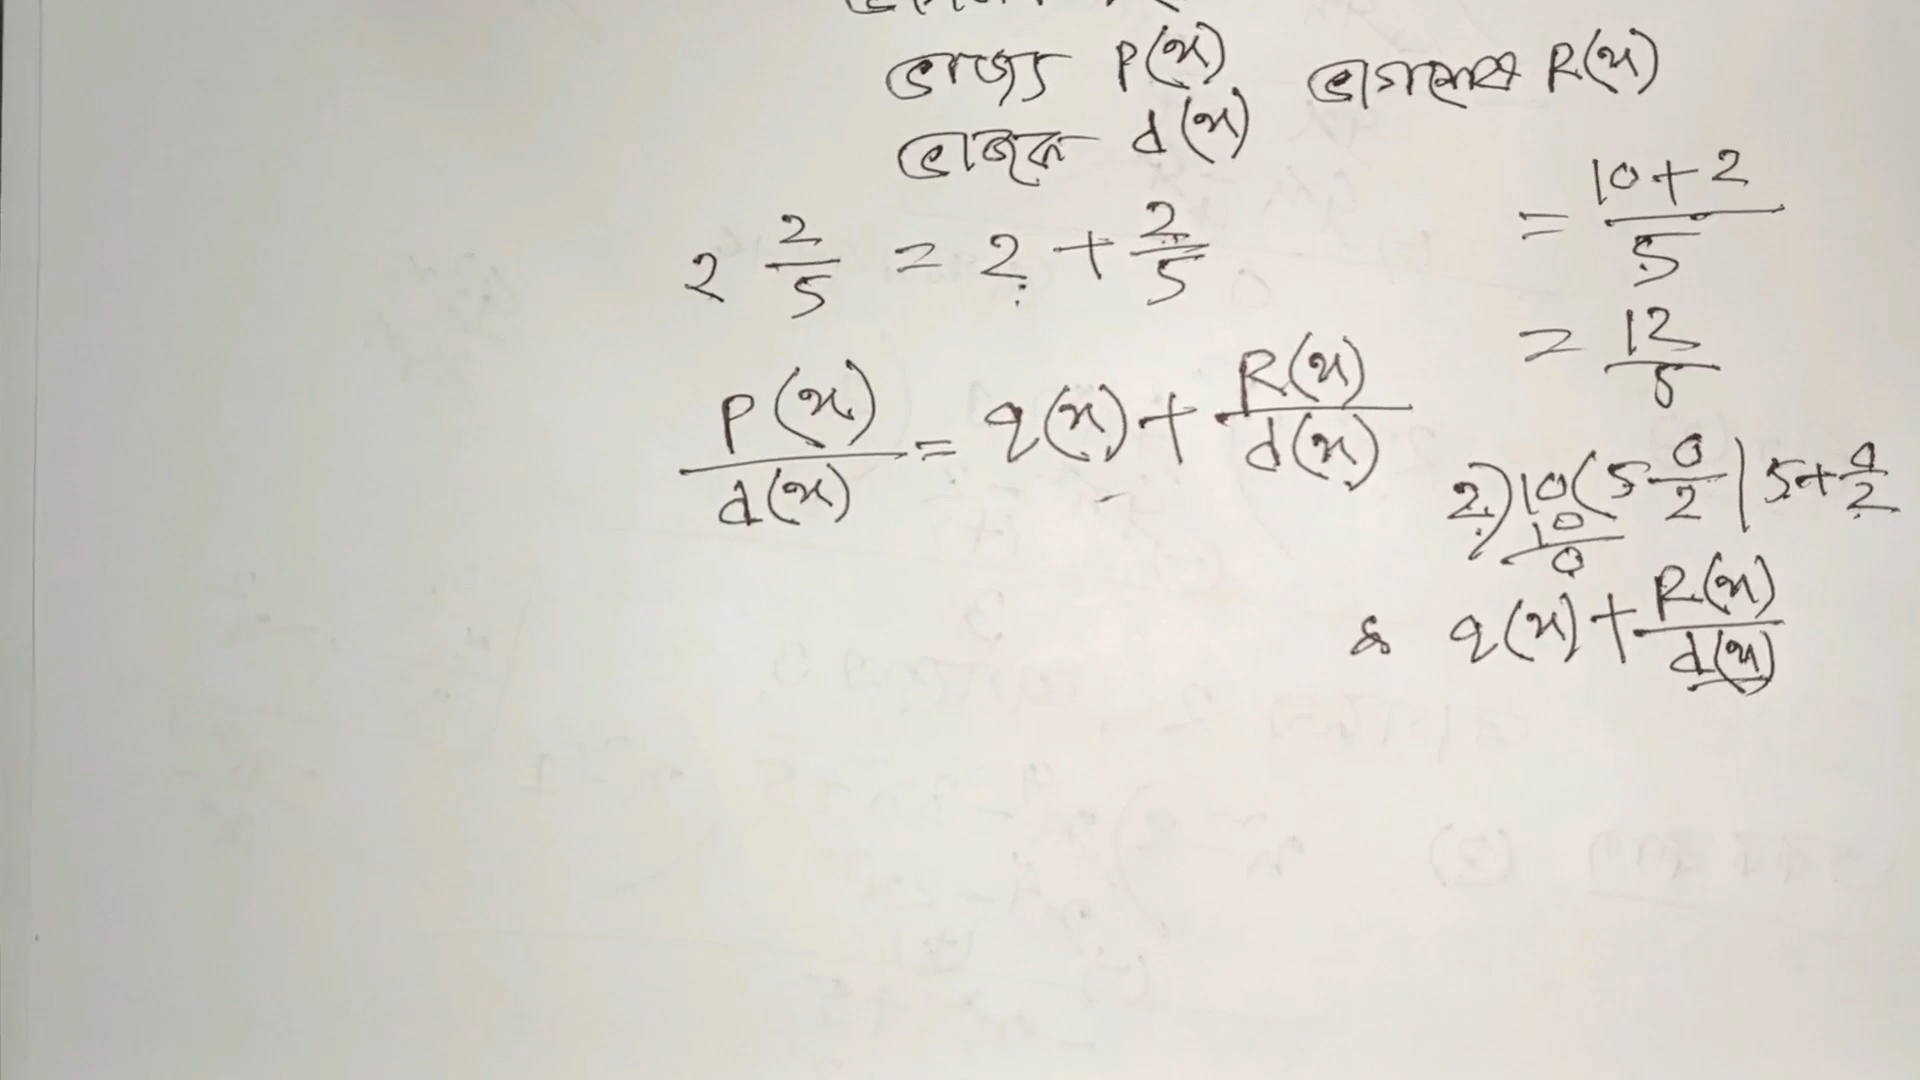 ভাজ্য P(x)
ভাগশেষ R(x)
ভাজক d(x)
2 2/5 = 2 + 2/5
= 10+2/5
= 12/5
P(x)/d(x) = q(x) + R(x)/d(x)
2) 10 ( 5 0/2 | 5 + 0/2
10
0
q(x) + R(x)/d(x)